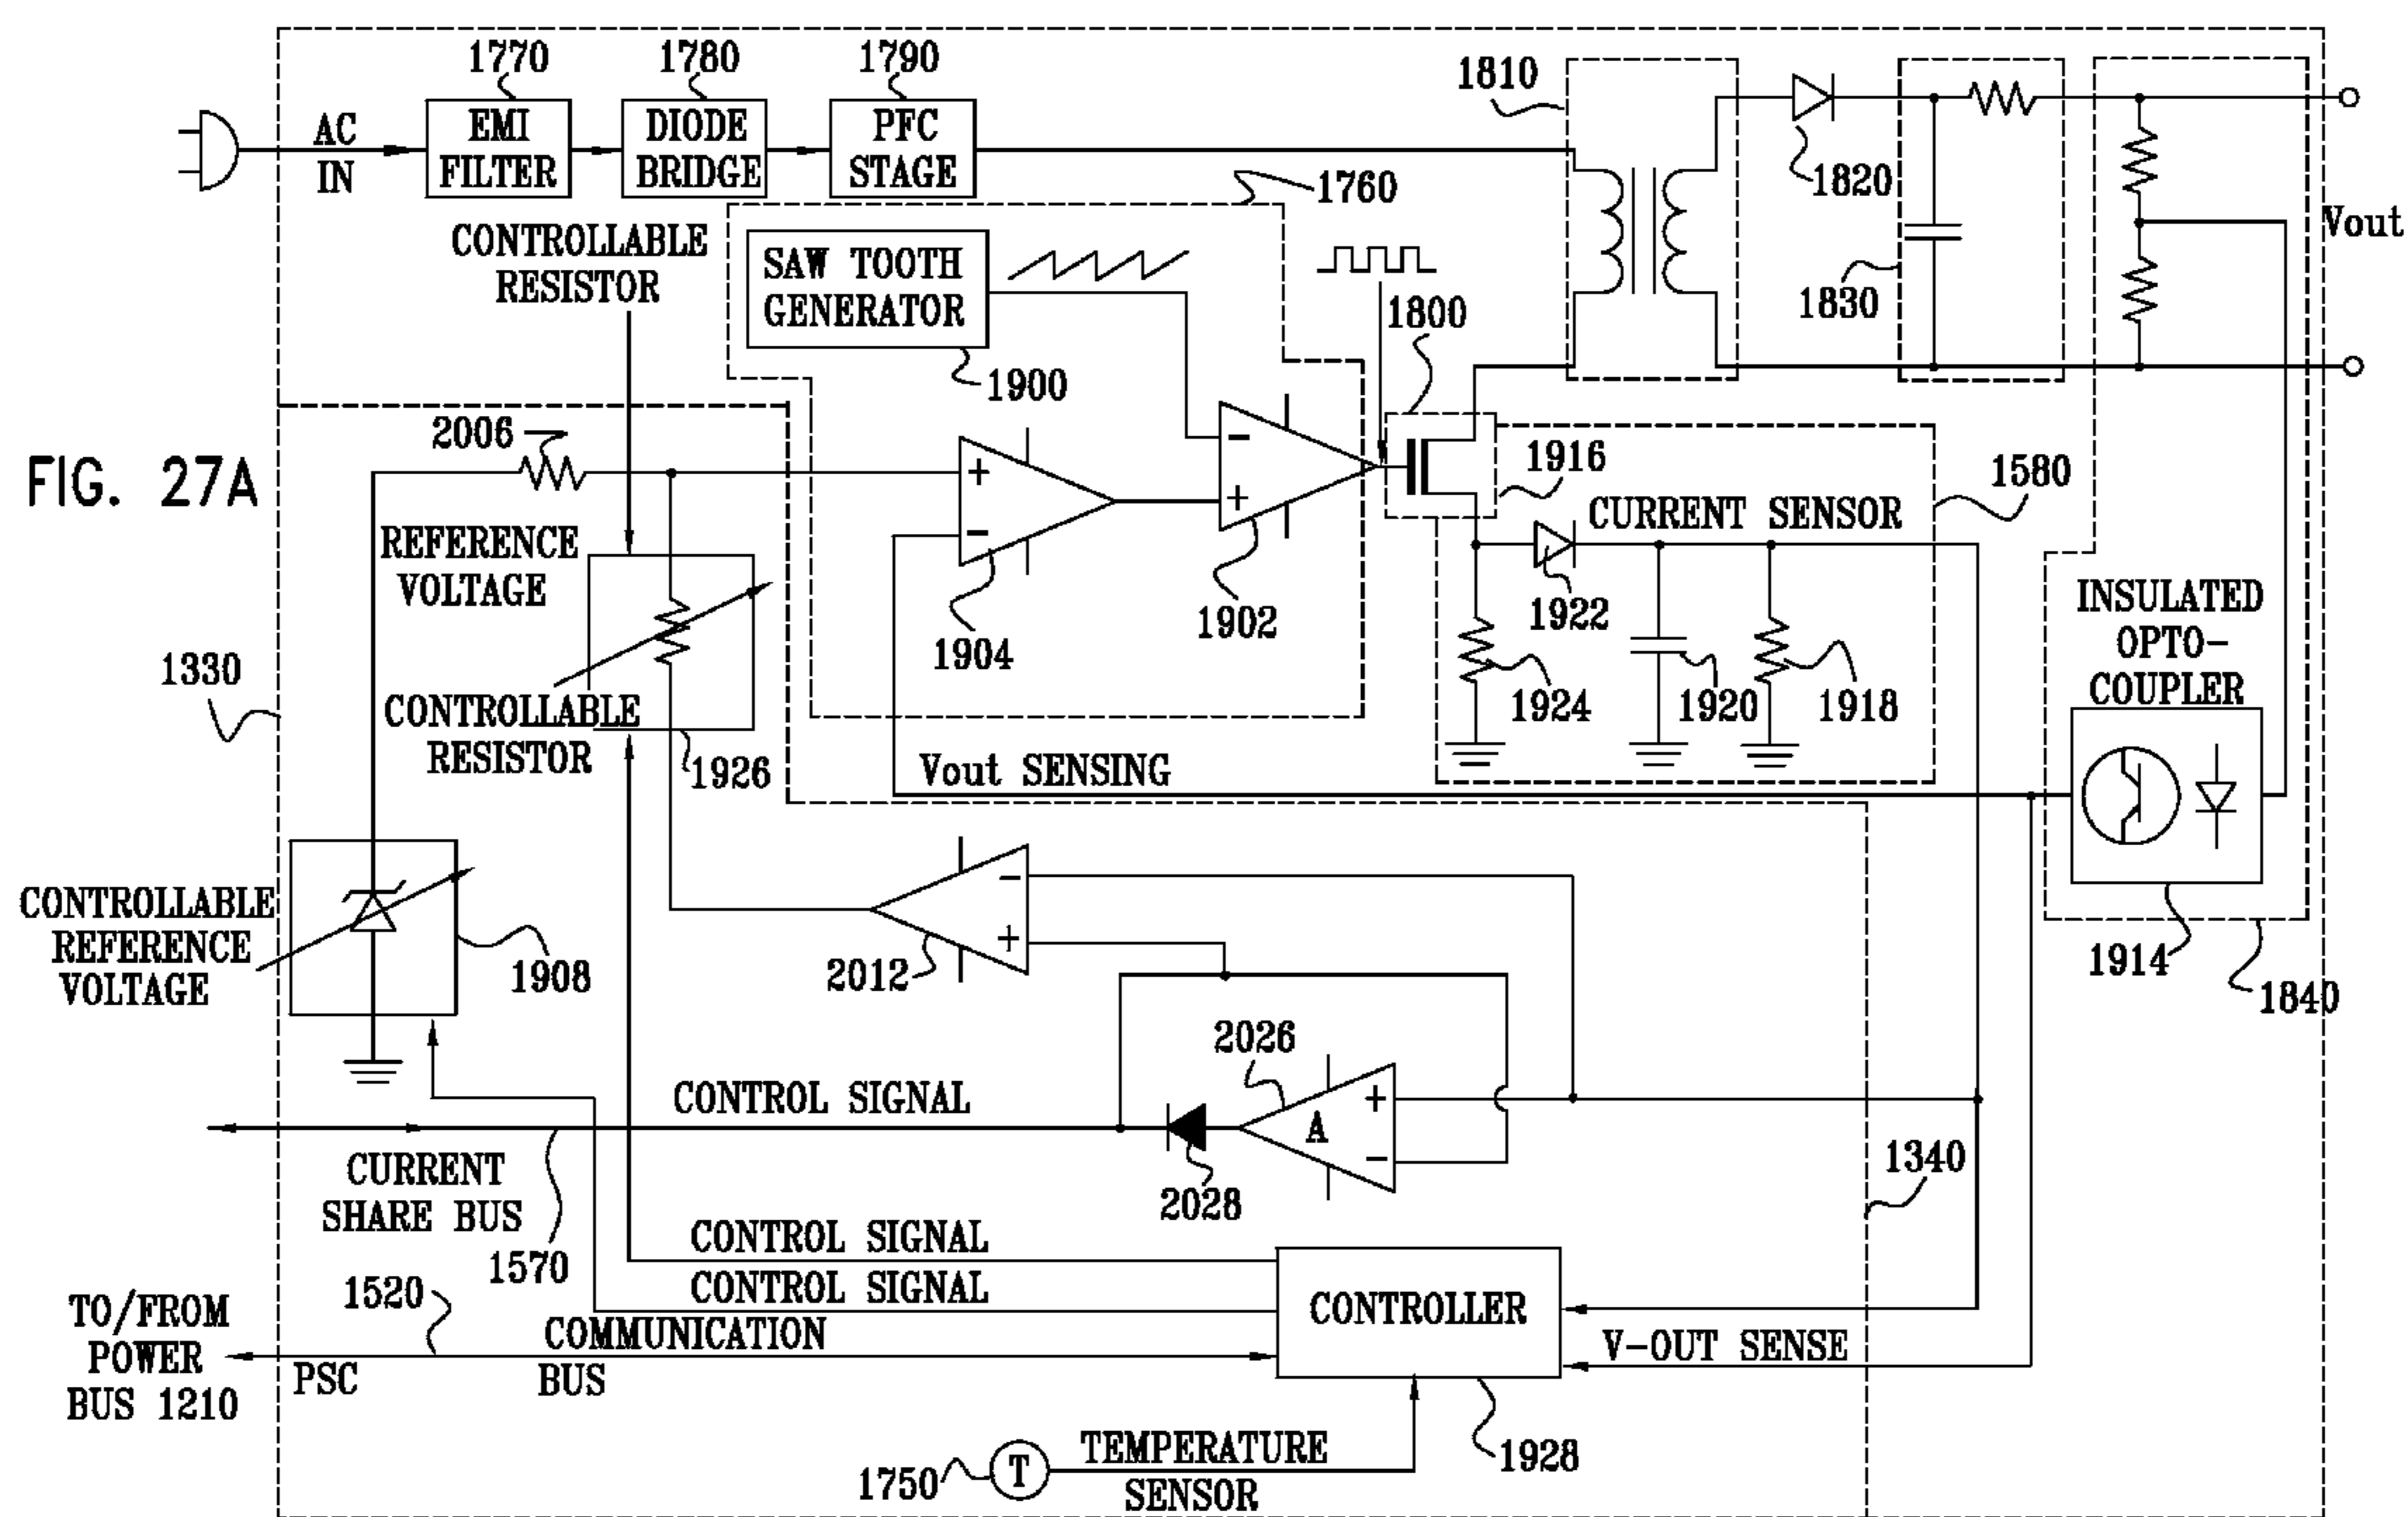 FIG. 27A
1770
1780
1790
1810
AC
IN
EMI
FILTER
DIODE
BRIDGE
PFC
STAGE
1820
1760
Vout
CONTROLLABLE
RESISTOR
SAW TOOTH
GENERATOR
1900
1800
1830
2006
+
-
-
+
1916
1580
CURRENT SENSOR
REFERENCE
VOLTAGE
1904
1902
1922
1924
1920
1918
INSULATED
OPTO-
COUPLER
1330
CONTROLLABLE
RESISTOR
1926
Vout SENSING
CONTROLLABLE
REFERENCE
VOLTAGE
1908
-
+
2012
1914
1840
2026
+
A
-
2028
CONTROL SIGNAL
CURRENT
SHARE BUS
1570
1340
CONTROL SIGNAL
CONTROL SIGNAL
1520
TO/FROM
POWER
BUS 1210
COMMUNICATION
PSC BUS
CONTROLLER
V-OUT SENSE
1928
1750
T
TEMPERATURE
SENSOR